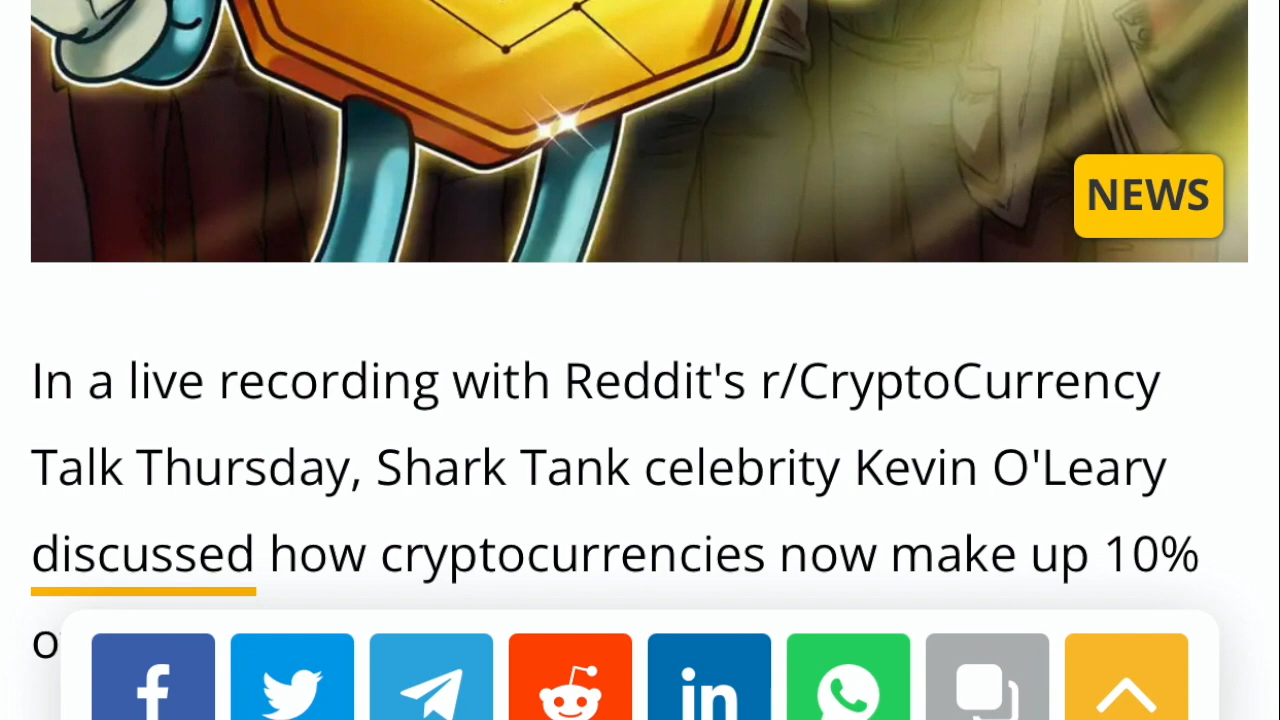 NEWS
In a live recording with Reddit's r/CryptoCurrency
Talk Thursday, Shark Tank celebrity Kevin O'Leary
discussed how cryptocurrencies now make up 10%